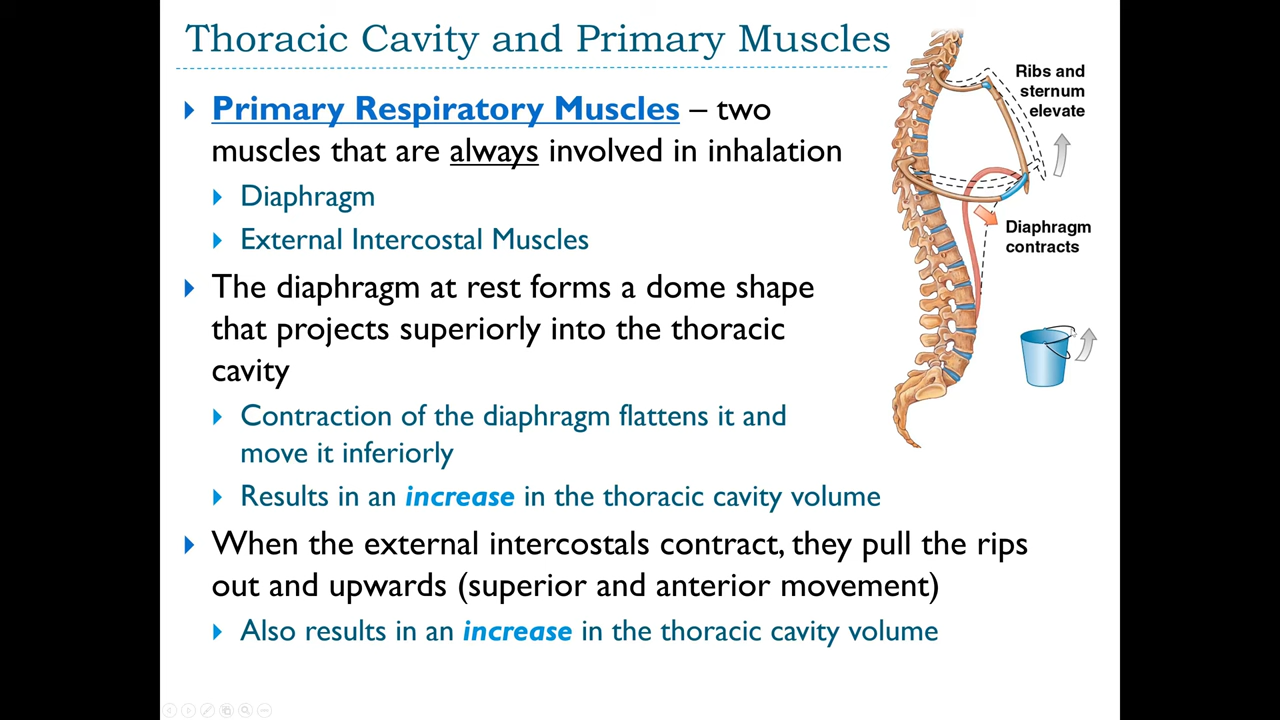 Thoracic Cavity and Primary Muscles
Primary Respiratory Muscles – two
muscles that are always involved in inhalation
Diaphragm
External Intercostal Muscles
The diaphragm at rest forms a dome shape
that projects superiorly into the thoracic
cavity
Contraction of the diaphragm flattens it and
move it inferiorly
Results in an increase in the thoracic cavity volume
When the external intercostals contract, they pull the rips
out and upwards (superior and anterior movement)
Also results in an increase in the thoracic cavity volume
Ribs and
sternum
elevate
Diaphragm
contracts